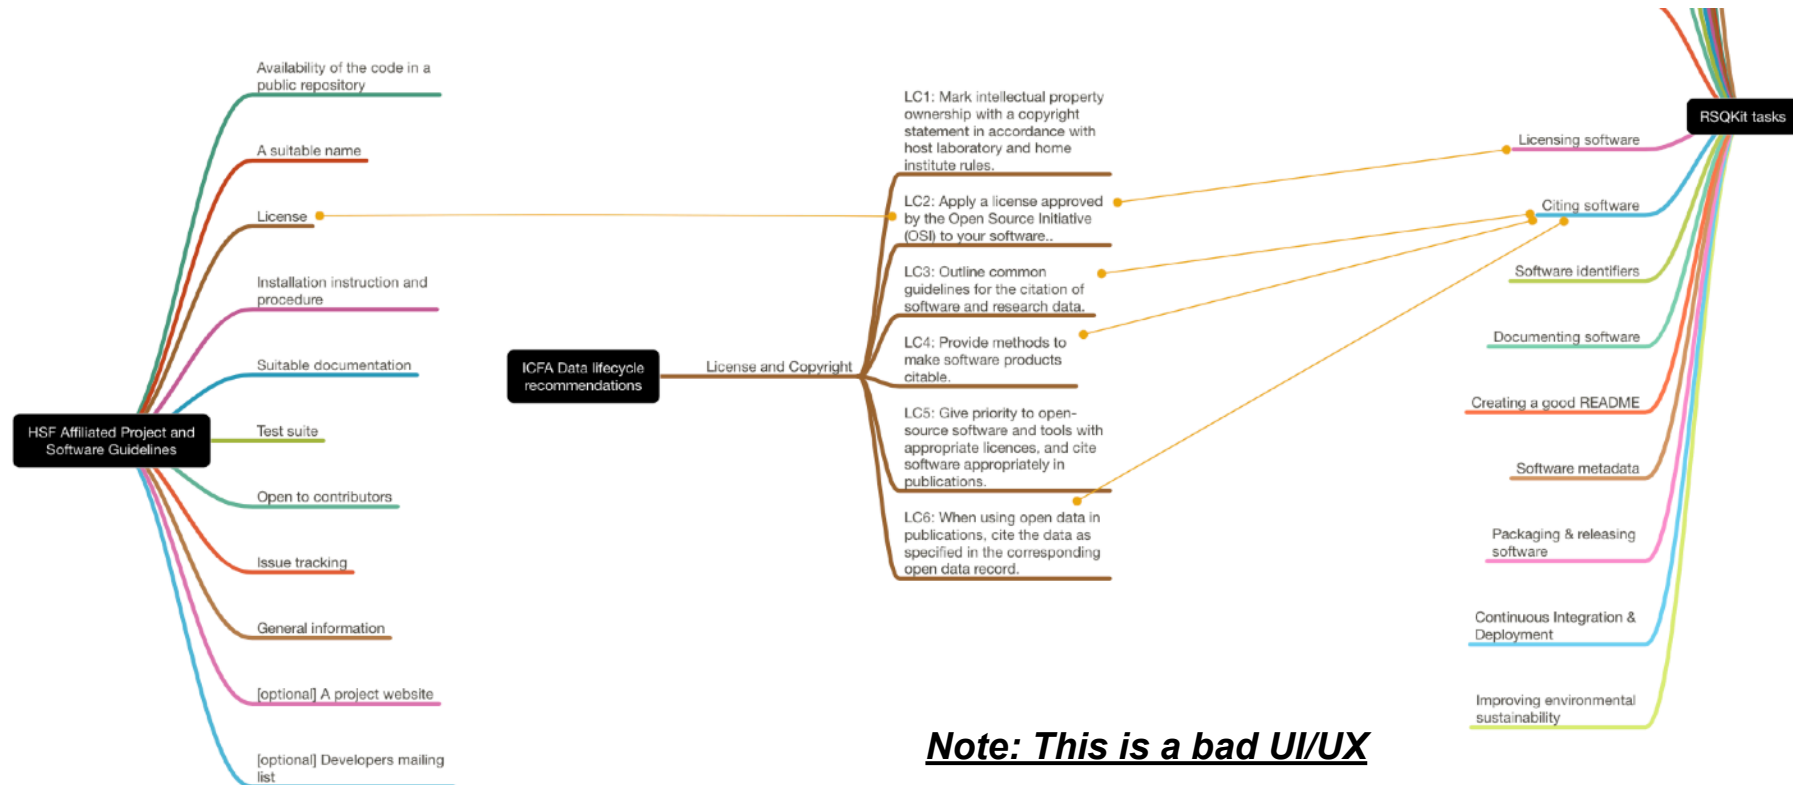 Availability of the code in a
public repository
A suitable name
License
Installation instruction and
procedure
Suitable documentation
HSF Affiliated Project and
Software Guidelines
Test suite
Open to contributors
Issue tracking
General information
[optional] A project website
[optional] Developers mailing
list
ICFA Data lifecycle
recommendations
License and Copyright
LC1: Mark intellectual property
ownership with a copyright
statement in accordance with
host laboratory and home
institute rules.
LC2: Apply a license approved
by the Open Source Initiative
(OSI) to your software..
LC3: Outline common
guidelines for the citation of
software and research data.
LC4: Provide methods to
make software products
citable.
LC5: Give priority to open-
source software and tools with
appropriate licences, and cite
software appropriately in
publications.
LC6: When using open data in
publications, cite the data as
specified in the corresponding
open data record.
RSQKit tasks
Licensing software
Citing software
Software identifiers
Documenting software
Creating a good README
Software metadata
Packaging & releasing
software
Continuous Integration &
Deployment
Improving environmental
sustainability
Note: This is a bad UI/UX